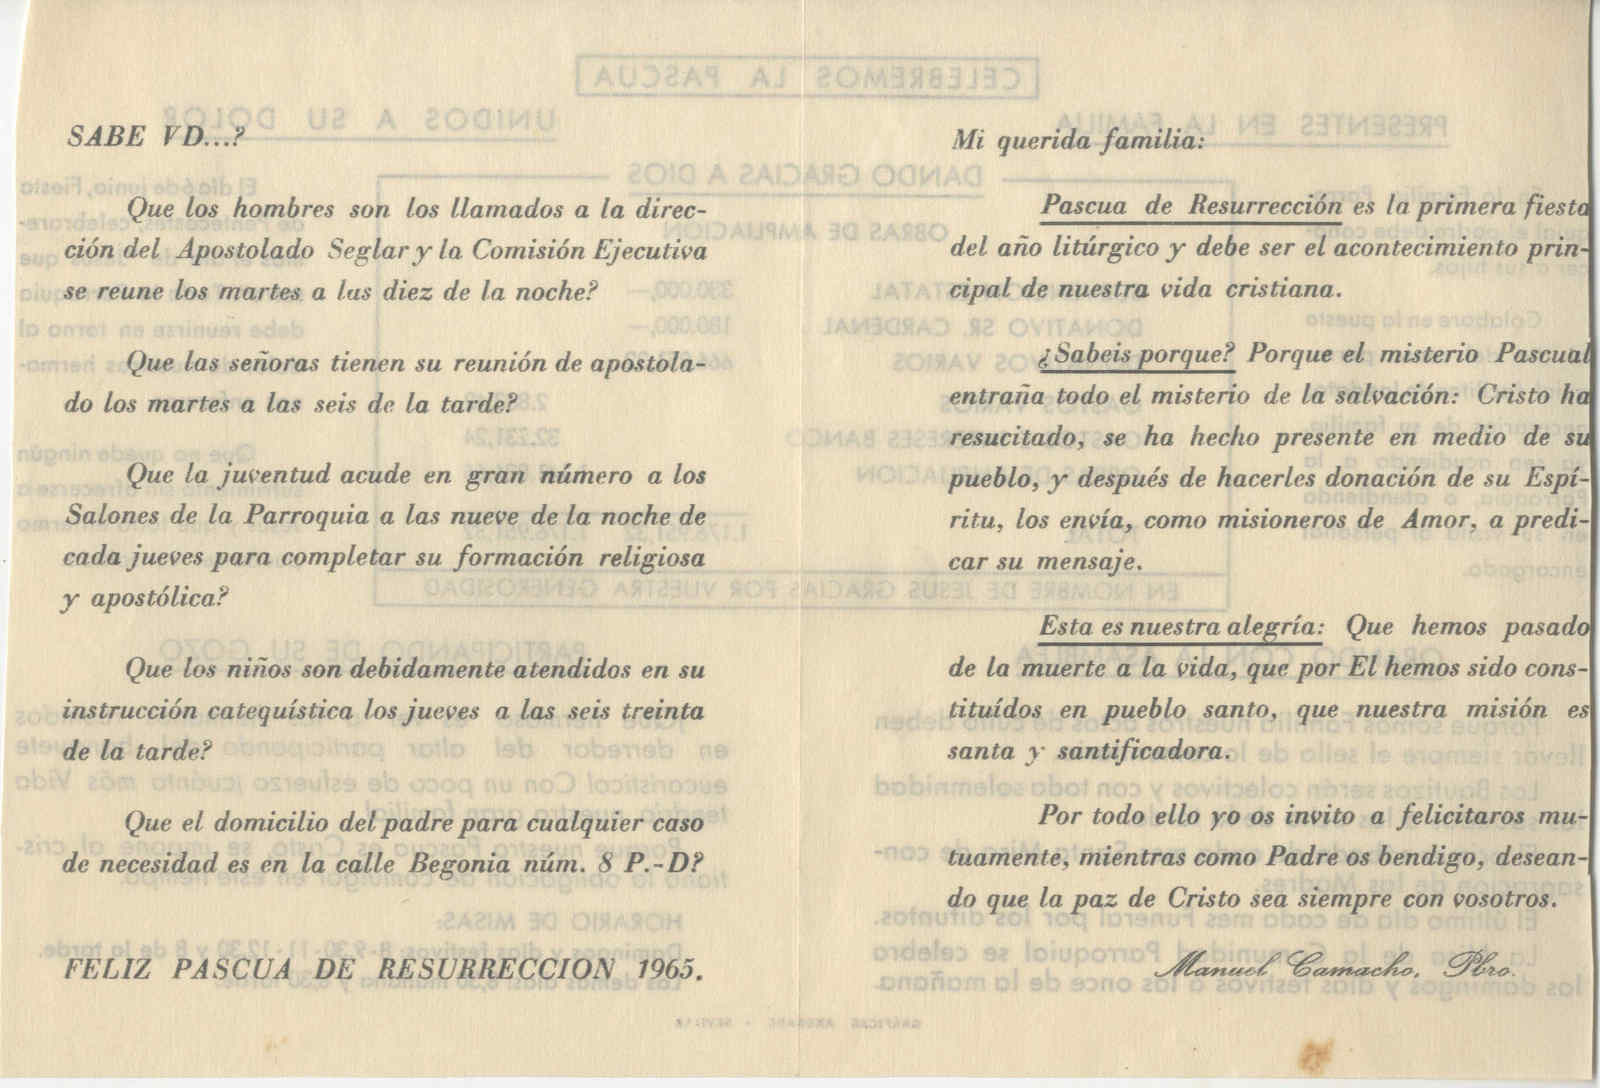 SABE VD...?
Que los hombres son los llamados a la direc-
ción del Apostolado Seglar y la Comisión Ejecutiva
se reune los martes a las diez de la noche?
Que las señoras tienen su reunión de apostola-
do los martes a las seis de la tarde?
Que la juventud acude en gran número a los
Salones de la Parroquia a las nueve de la noche de
cada jueves para completar su formación religiosa
y apostólica?
Que los niños son debidamente atendidos en su
instrucción catequística los jueves a las seis treinta
de la tarde?
Que el domicilio del padre para cualquier caso
de necesidad es en la calle Begonia núm. 8 P.-D?
FELIZ PASCUA DE RESURRECCION 1965.
Mi querida familia:
Pascua de Resurrección es la primera fiesta
del año litúrgico y debe ser el acontecimiento prin-
cipal de nuestra vida cristiana.
¿Sabeis porque? Porque el misterio Pascual
entraña todo el misterio de la salvación: Cristo ha
resucitado, se ha hecho presente en medio de su
pueblo, y después de hacerles donación de su Espí-
ritu, los envía, como misioneros de Amor, a predi-
car su mensaje.
Esta es nuestra alegría: Que hemos pasado
de la muerte a la vida, que por El hemos sido cons-
tituídos en pueblo santo, que nuestra misión es
santa y santificadora.
Por todo ello yo os invito a felicitaros mu-
tuamente, mientras como Padre os bendigo, desean-
do que la paz de Cristo sea siempre con vosotros.
Manuel Camacho, Pbro.